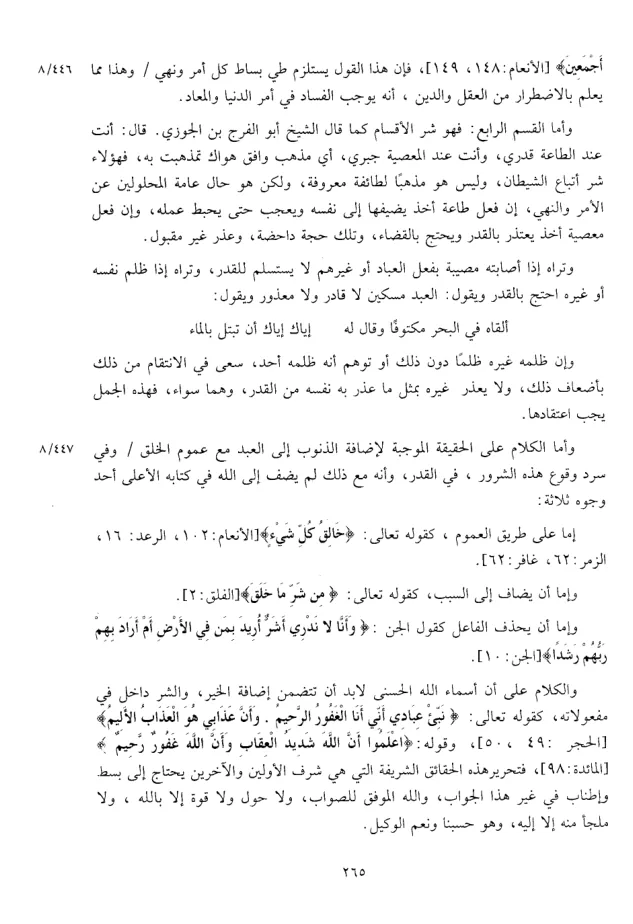 أَجْمَعِينَ﴾ [الأنعام:١٤٨، ١٤٩]، فإن هذا القول يستلزم طي بساط كل أمر ونهي / وهذا مما ٨/٤٤٦
يعلم بالاضطرار من العقل والدين ، أنه يوجب الفساد في أمر الدنيا والمعاد.
وأما القسم الرابع: فهو شر الأقسام كما قال الشيخ أبو الفرج بن الجوزي. قال: أنت
عند الطاعة قدري، وأنت عند المعصية جبري، أي مذهب وافق هواك تمذهبت به، فهؤلاء
شر أتباع الشيطان، وليس هو مذهبًا لطائفة معروفة، ولكن هو حال عامة المحلولين عن
الأمر والنهي، إن فعل طاعة أخذ يضيفها إلى نفسه ويعجب حتى يحبط عمله، وإن فعل
معصية أخذ يعتذر بالقدر ويحتج بالقضاء، وتلك حجة داحضة، وعذر غير مقبول.
وتراه إذا أصابته مصيبة بفعل العباد أو غيرهم لا يستسلم للقدر، وتراه إذا ظلم نفسه
أو غيره احتج بالقدر ويقول: العبد مسكين لا قادر ولا معذور ويقول:
ألقاه في البحر مكتوفًا وقال له إياك إياك أن تبتل بالماء
وإن ظلمه غيره ظلمًا دون ذلك أو توهم أنه ظلمه أحد، سعى في الانتقام من ذلك
بأضعاف ذلك، ولا يعذر غيره بمثل ما عذر به نفسه من القدر، وهما سواء، فهذه الجمل
يجب اعتقادها.
وأما الكلام على الحقيقة الموجبة لإضافة الذنوب إلى العبد مع عموم الخلق / وفي ٨/٤٤٧
سرد وقوع هذه الشرور ، في القدر، وأنه مع ذلك لم يضف إلى الله في كتابه الأعلى أحد
وجوه ثلاثة:
إما على طريق العموم ، كقوله تعالى: ﴿خَالِقُ كُلِّ شَيْءٍ﴾[الأنعام:١٠٢، الرعد: ١٦،
الزمر:٦٢، غافر:٦٢].
وإما أن يضاف إلى السبب، كقوله تعالى: ﴿ مِن شَرِّ مَا خَلَقَ﴾[الفلق:٢].
وإما أن يحذف الفاعل كقول الجن :﴿ وَأَنَّا لا نَدْرِي أَشَرٌّ أُرِيدَ بِمَن فِي الأَرْضِ أَمْ أَرَادَ بِهِمْ
رَبُّهُمْ رَشَدًا﴾[الجن:١٠].
والكلام على أن أسماء الله الحسنى لابد أن تتضمن إضافة الخير، والشر داخل في
مفعولاته، كقوله تعالى: ﴿ نَبِّئْ عِبَادِي أَنِّي أَنَا الْغَفُورُ الرَّحِيمُ . وَأَنَّ عَذَابِي هُوَ الْعَذَابُ الأَلِيمُ﴾
[الحجر :٤٩ ،٥٠]، وقوله:﴿اعْلَمُوا أَنَّ اللَّهَ شَدِيدُ الْعِقَابِ وَأَنَّ اللَّهَ غَفُورٌ رَّحِيمٌ ﴾
[المائدة:٩٨]، فتحريرهذه الحقائق الشريفة التي هي شرف الأولين والآخرين يحتاج إلى بسط
وإطناب في غير هذا الجواب، والله الموفق للصواب، ولا حول ولا قوة إلا بالله ، ولا
ملجأ منه إلا إليه، وهو حسبنا ونعم الوكيل.
٢٦٥